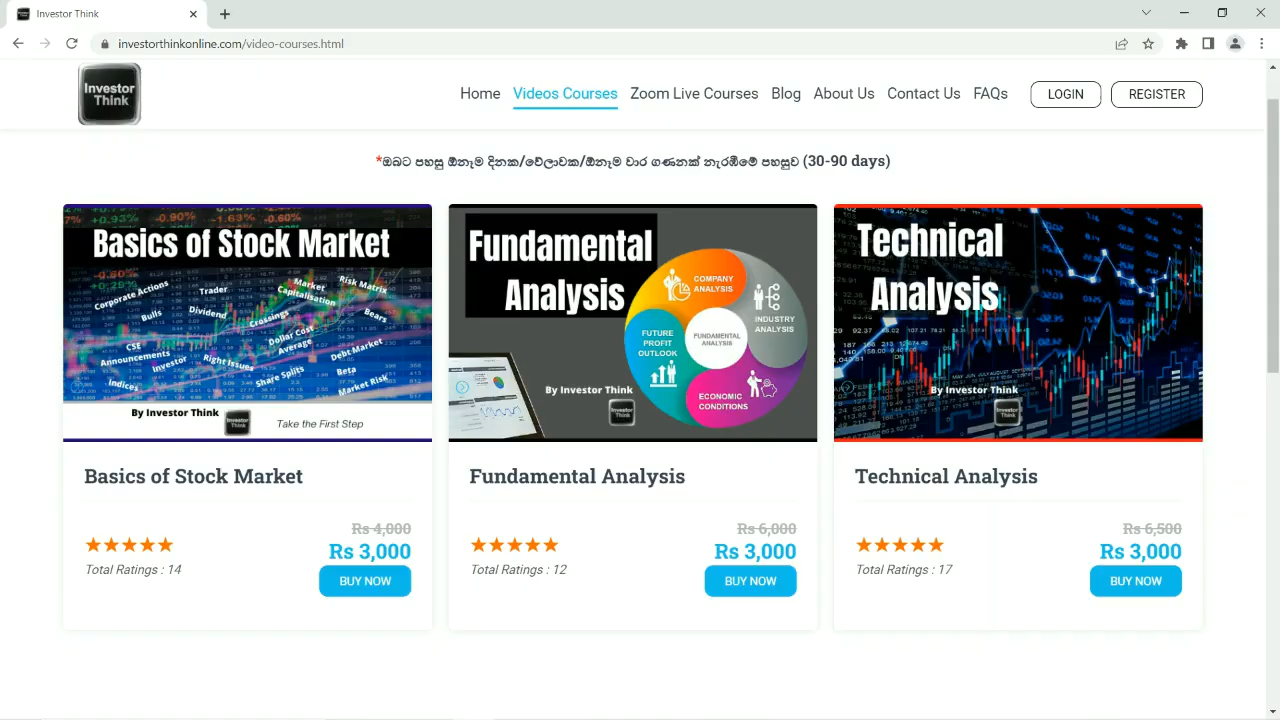 Investor Think
investorthinkonline.com/video-courses.html
Investor
Think
Home Videos Courses Zoom Live Courses Blog About Us Contact Us FAQs LOGIN REGISTER
*ඔබට පහසු ඕනෑම දිනක/වේලාවක/ඕනෑම වාර ගණනක් නැරඹීමේ පහසුව (30-90 days)
Basics of Stock Market
Corporate Actions
Trader
Market Capitalisation
Risk Matrix
Bulls
Dividend
Crossings
Bears
CSE Announcements
Investor
Right Issues
Dollar Cost Average
Debt Market
Indices
Share Splits
Beta
Market Risk
By Investor Think
Take the First Step
Fundamental
Analysis
COMPANY
ANALYSIS
INDUSTRY
ANALYSIS
FUTURE
PROFIT
OUTLOOK
FUNDAMENTAL
ANALYSIS
ECONOMIC
CONDITIONS
By Investor Think
Technical
Analysis
By Investor Think
Basics of Stock Market
Rs 4,000
Rs 3,000
Total Ratings : 14
BUY NOW
Fundamental Analysis
Rs 6,000
Rs 3,000
Total Ratings : 12
BUY NOW
Technical Analysis
Rs 6,500
Rs 3,000
Total Ratings : 17
BUY NOW